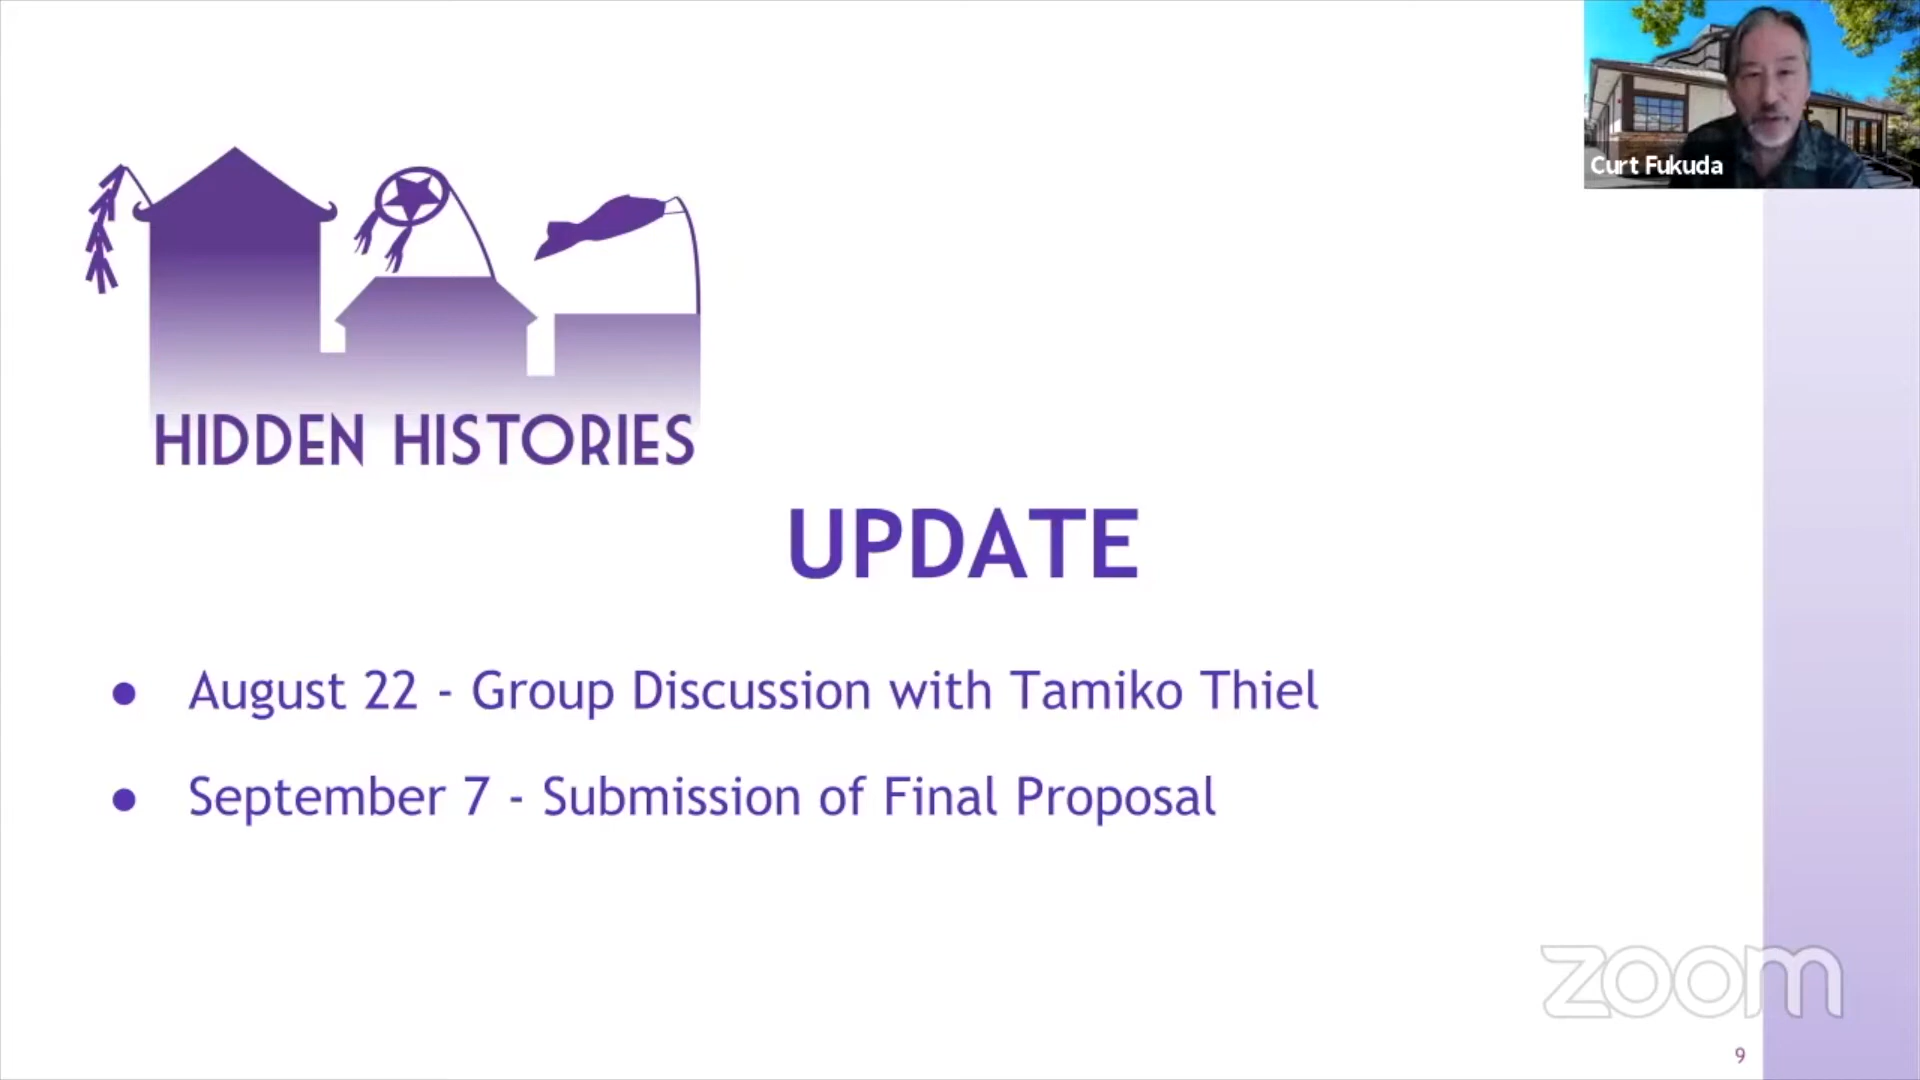 Curt Fukuda
HIDDEN HISTORIES
UPDATE
● August 22 - Group Discussion with Tamiko Thiel
● September 7 - Submission of Final Proposal
zoom
9